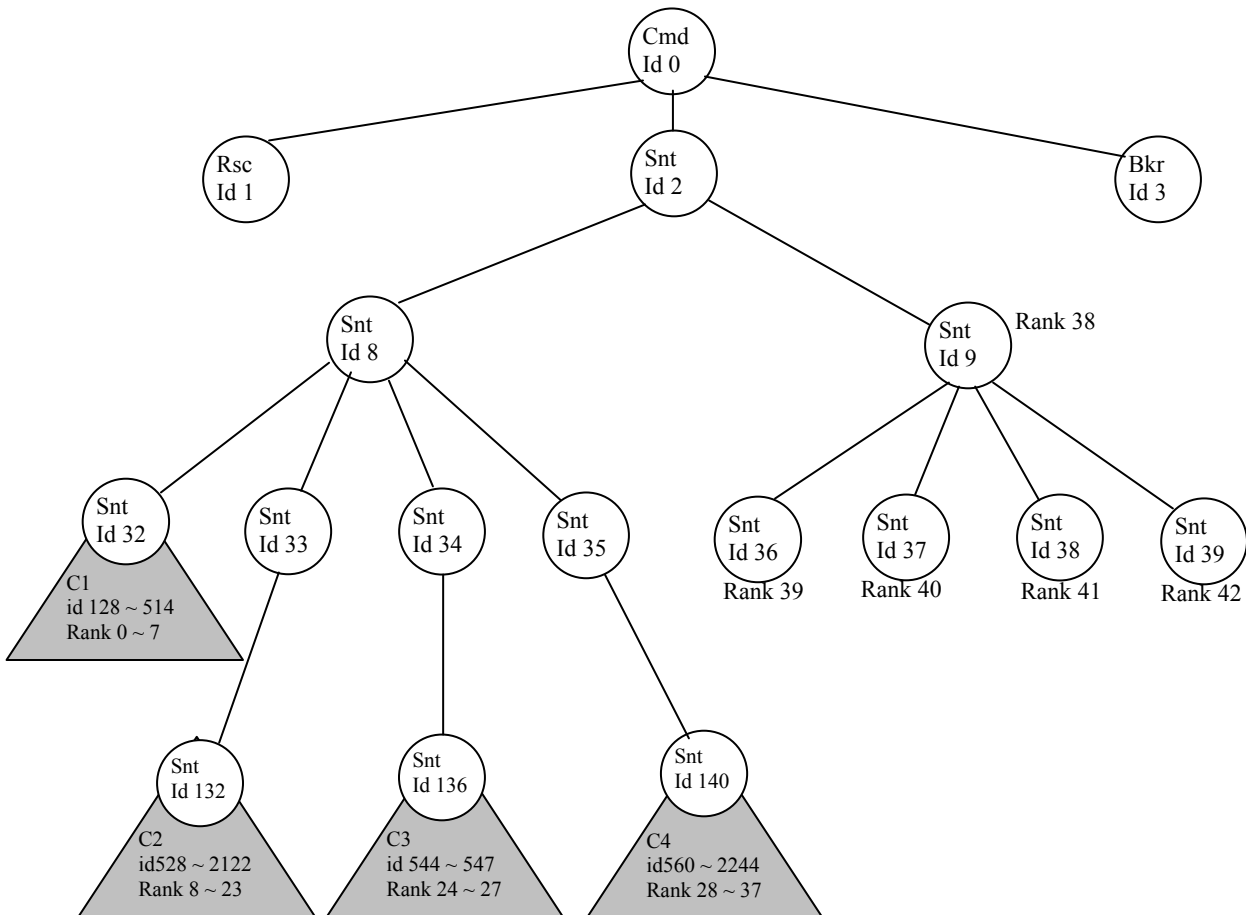 Cmd
Id 0
Rsc
Id 1
Snt
Id 2
Bkr
Id 3
Snt
Id 8
Snt
Id 9
Rank 38
Snt
Id 32
Snt
Id 33
Snt
Id 34
Snt
Id 35
Snt
Id 36
Rank 39
Snt
Id 37
Rank 40
Snt
Id 38
Rank 41
Snt
Id 39
Rank 42
C1
id 128 ~ 514
Rank 0 ~ 7
Snt
Id 132
C2
id528 ~ 2122
Rank 8 ~ 23
Snt
Id 136
C3
id 544 ~ 547
Rank 24 ~ 27
Snt
Id 140
C4
id560 ~ 2244
Rank 28 ~ 37